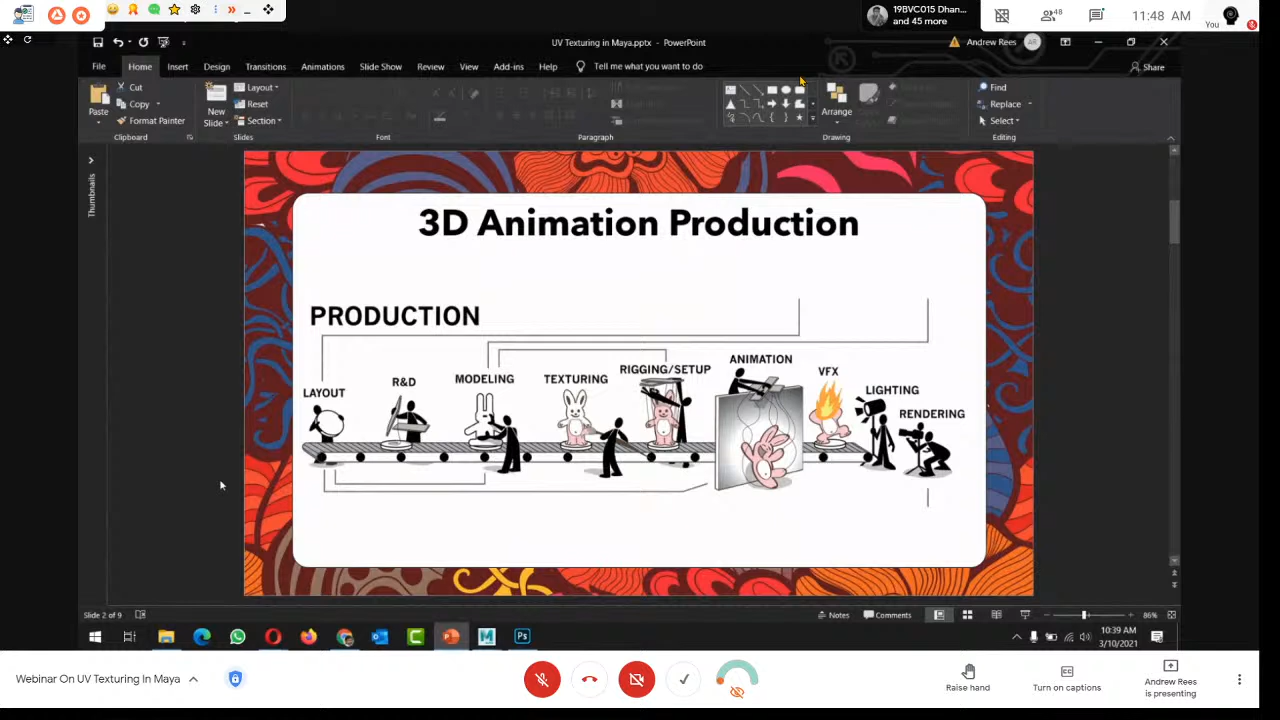 19BVC015 Dhan...
and 45 more
48
11:48 AM
You
UV Texturing in Maya.pptx - PowerPoint
Andrew Rees
AR
File
Home
Insert
Design
Transitions
Animations
Slide Show
Review
View
Add-ins
Help
Tell me what you want to do
Share
Paste
Cut
Copy
Format Painter
Clipboard
New
Slide
Layout
Reset
Section
Slides
Font
Paragraph
Arrange
Drawing
Find
Replace
Select
Editing
Thumbnails
3D Animation Production
PRODUCTION
LAYOUT
R&D
MODELING
TEXTURING
RIGGING/SETUP
ANIMATION
VFX
LIGHTING
RENDERING
Slide 2 of 9
Notes
Comments
86%
10:39 AM
3/10/2021
Webinar On UV Texturing In Maya
Raise hand
Turn on captions
Andrew Rees
is presenting